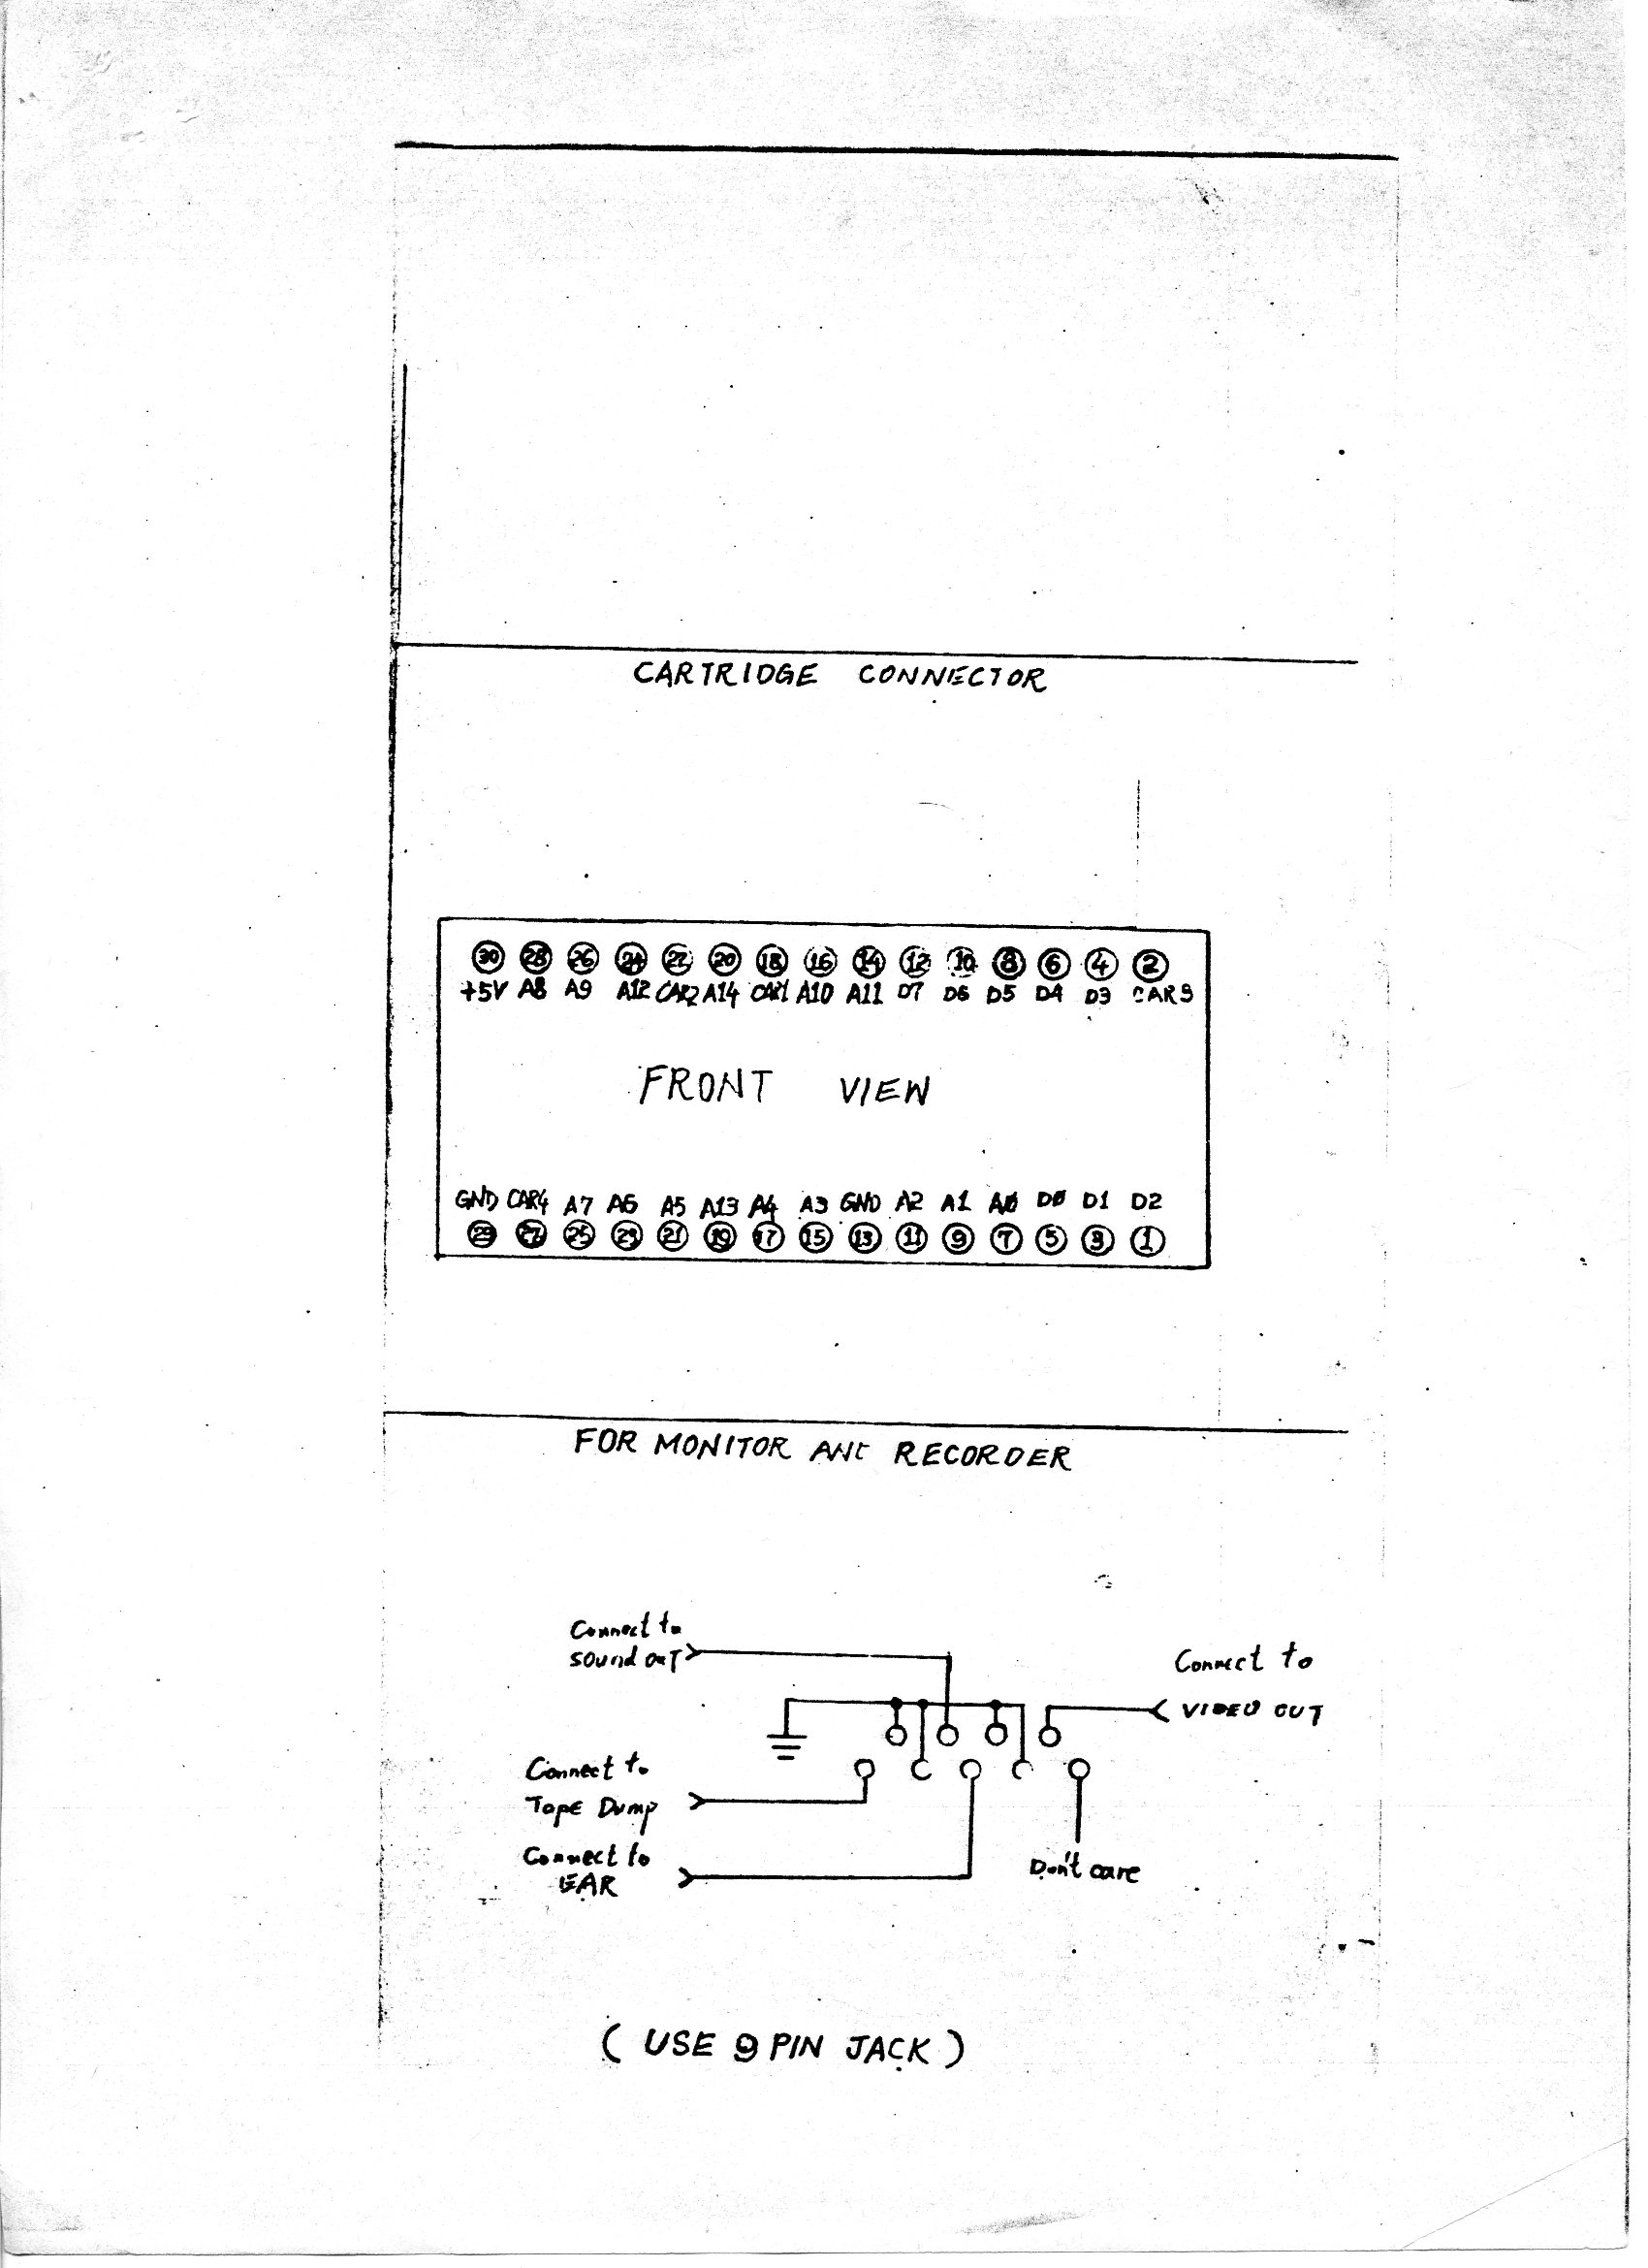 CARTRIDGE CONNECTOR
30 28 26 24 22 20 18 16 14 12 10 8 6 4 2
+5V A8 A9 A12 CAR2 A14 CAR1 A10 A11 D7 D6 D5 D4 D3 CAR3
FRONT VIEW
GND CAR4 A7 A6 A5 A13 A4 A3 GND A2 A1 A0 D0 D1 D2
29 27 25 23 21 19 17 15 13 11 9 7 5 3 1
FOR MONITOR AND RECORDER
Connect to
sound out
Connect to
VIDEO OUT
Connect to
Tape Dump
Connect to
EAR
Don't care
( USE 9 PIN JACK )